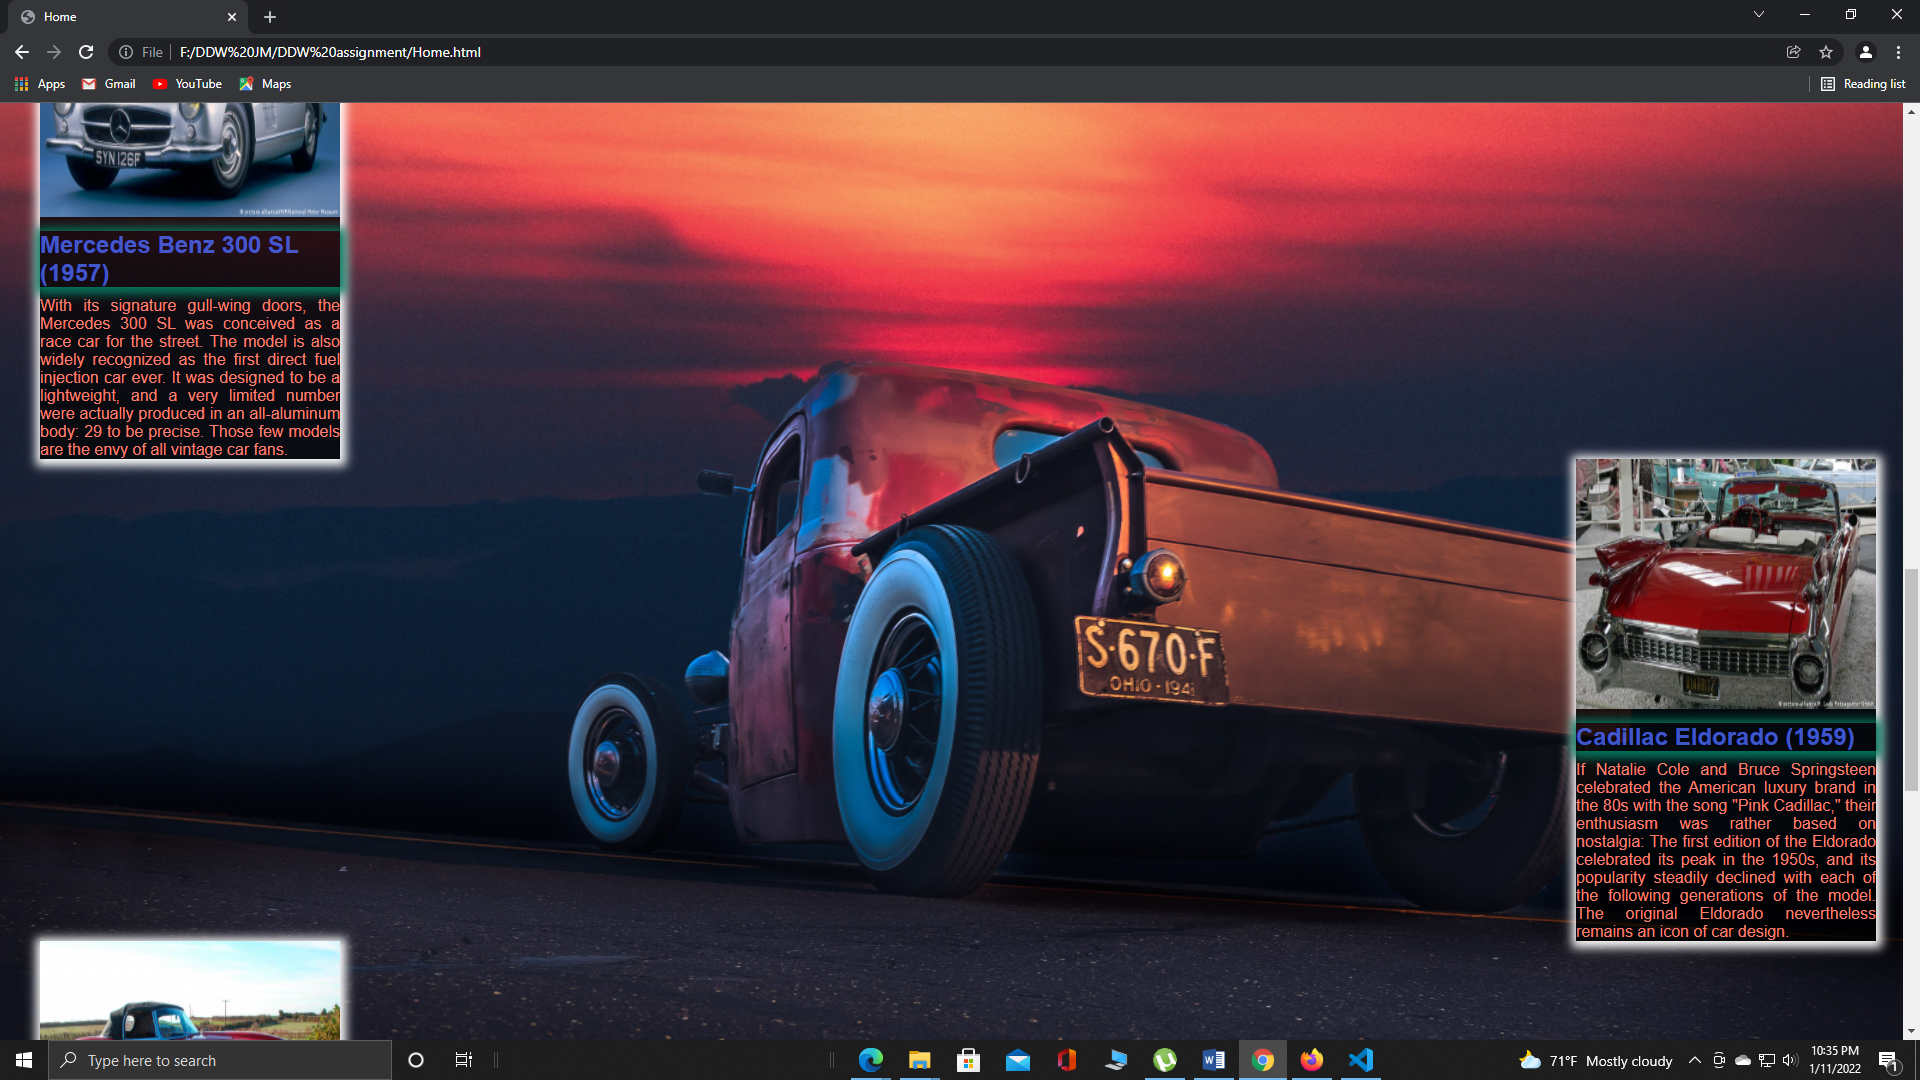 Home
File
F:/DDW%20JM/DDW%20assignment/Home.html
Apps
Gmail
YouTube
Maps
Reading list
SYN 126F
Mercedes Benz 300 SL
(1957)
With its signature gull-wing doors, the
Mercedes 300 SL was conceived as a
race car for the street. The model is also
widely recognized as the first direct fuel
injection car ever. It was designed to be a
lightweight, and a very limited number
were actually produced in an all-aluminum
body: 29 to be precise. Those few models
are the envy of all vintage car fans.
S·670·F
OHIO - 194
Cadillac Eldorado (1959)
If Natalie Cole and Bruce Springsteen
celebrated the American luxury brand in
the 80s with the song "Pink Cadillac," their
enthusiasm was rather based on
nostalgia: The first edition of the Eldorado
celebrated its peak in the 1950s, and its
popularity steadily declined with each of
the following generations of the model.
The original Eldorado nevertheless
remains an icon of car design.
Type here to search
71°F Mostly cloudy
10:35 PM
1/11/2022
1